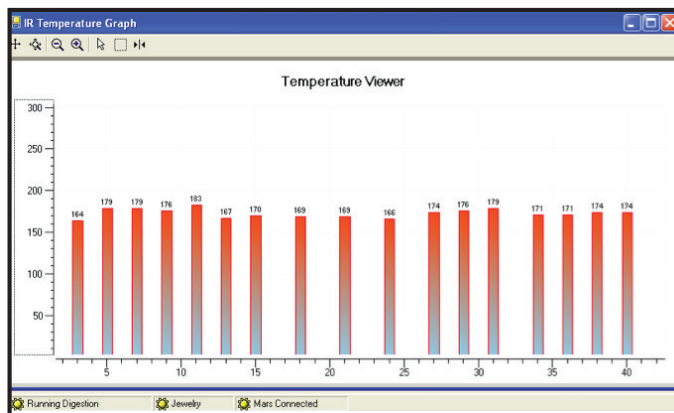 IR Temperature Graph
Temperature Viewer
300
250
200
150
100
50
164 179 179 176 183 167 170 169 169 166 174 176 179 171 171 174 174
5 10 15 20 25 30 35 40
Running Digestion Jewelry Mars Connected